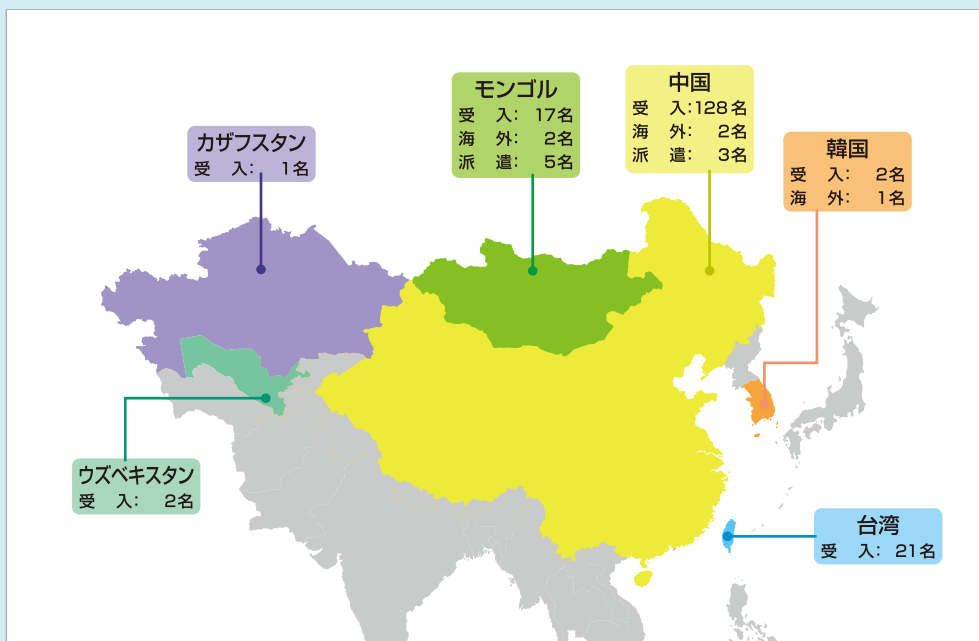 カザフスタン
受 入: 1名
モンゴル
受 入: 17名
海 外: 2名
派 遣: 5名
中国
受 入:128名
海 外: 2名
派 遣: 3名
韓国
受 入: 2名
海 外: 1名
ウズベキスタン
受 入: 2名
台湾
受 入: 21名